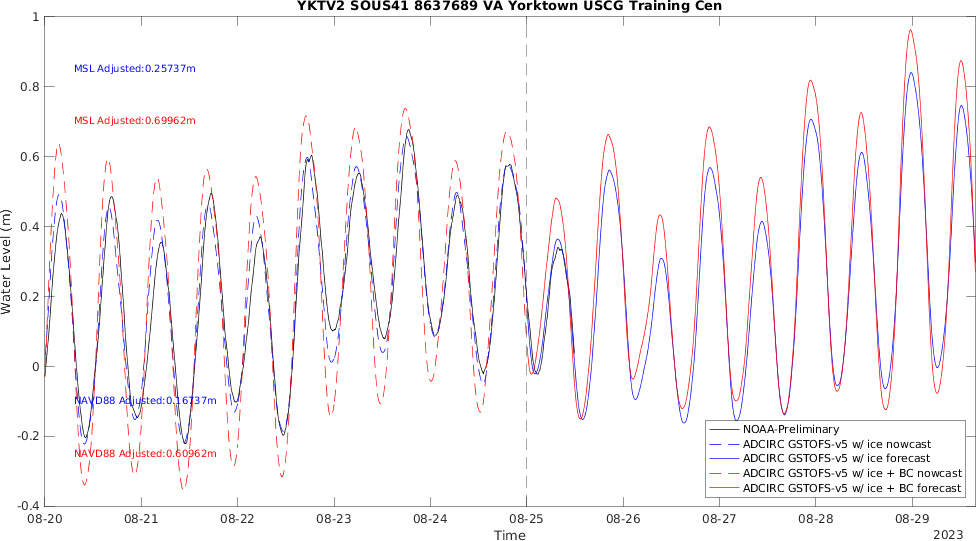 YKTV2 SOUS41 8637689 VA Yorktown USCG Training Cen
1
0.8
0.6
0.4
0.2
0
-0.2
-0.4
Water Level (m)
MSL Adjusted:0.25737m
MSL Adjusted:0.69962m
NAVD88 Adjusted:0.16737m
NAVD88 Adjusted:0.60962m
NOAA-Preliminary
ADCIRC GSTOFS-v5 w/ ice nowcast
ADCIRC GSTOFS-v5 w/ ice forecast
ADCIRC GSTOFS-v5 w/ ice + BC nowcast
ADCIRC GSTOFS-v5 w/ ice + BC forecast
08-20 08-21 08-22 08-23 08-24 08-25 08-26 08-27 08-28 08-29
Time
2023